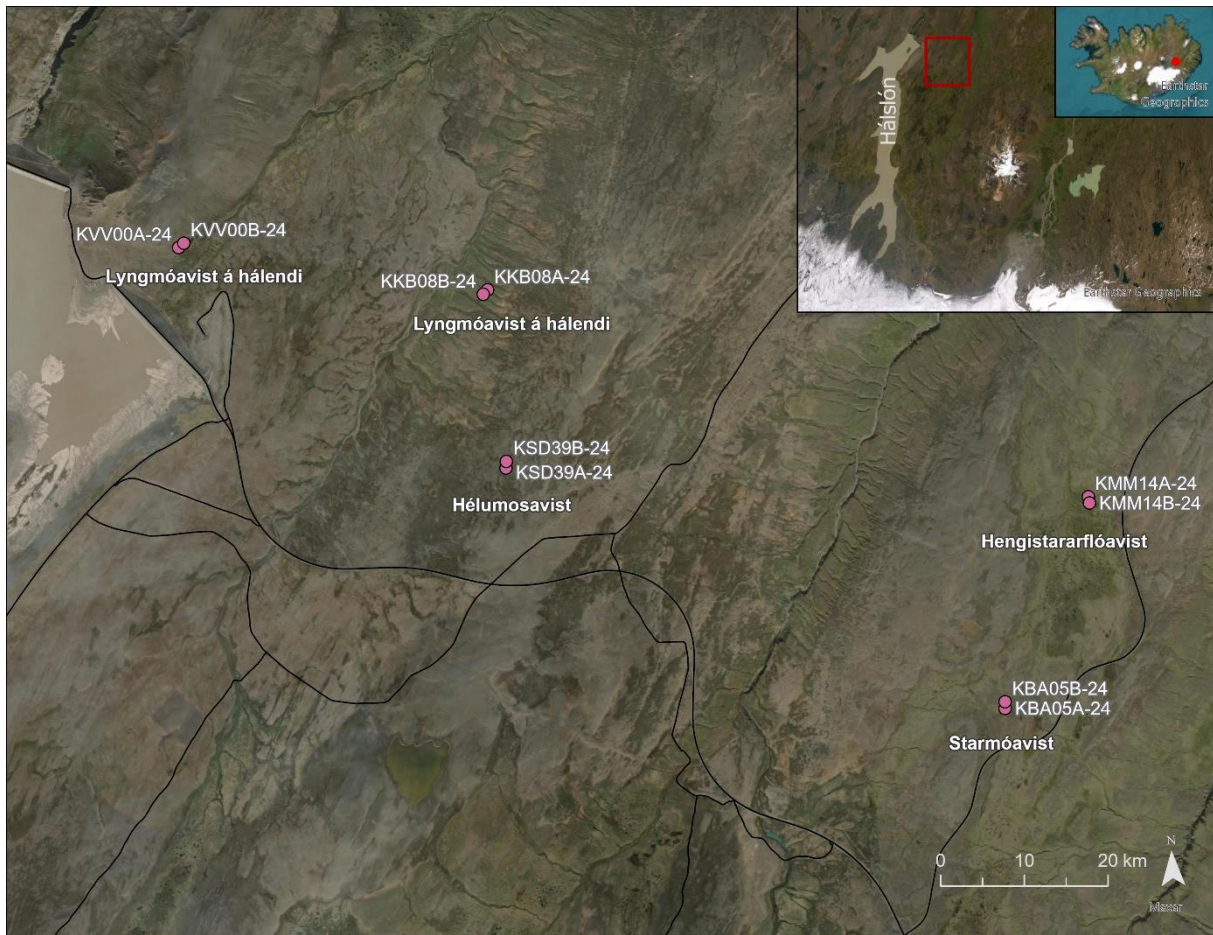 Hálslón
Earthstar
Geographics
Earthstar Geographics
KVV00A-24
KVV00B-24
Lyngmóavist á hálendi
KKB08B-24
KKB08A-24
Lyngmóavist á hálendi
KSD39B-24
KSD39A-24
Hélumosavist
KMM14A-24
KMM14B-24
Hengistararflóavist
KBA05B-24
KBA05A-24
Starmóavist
0
10
20 km
N
Maxar